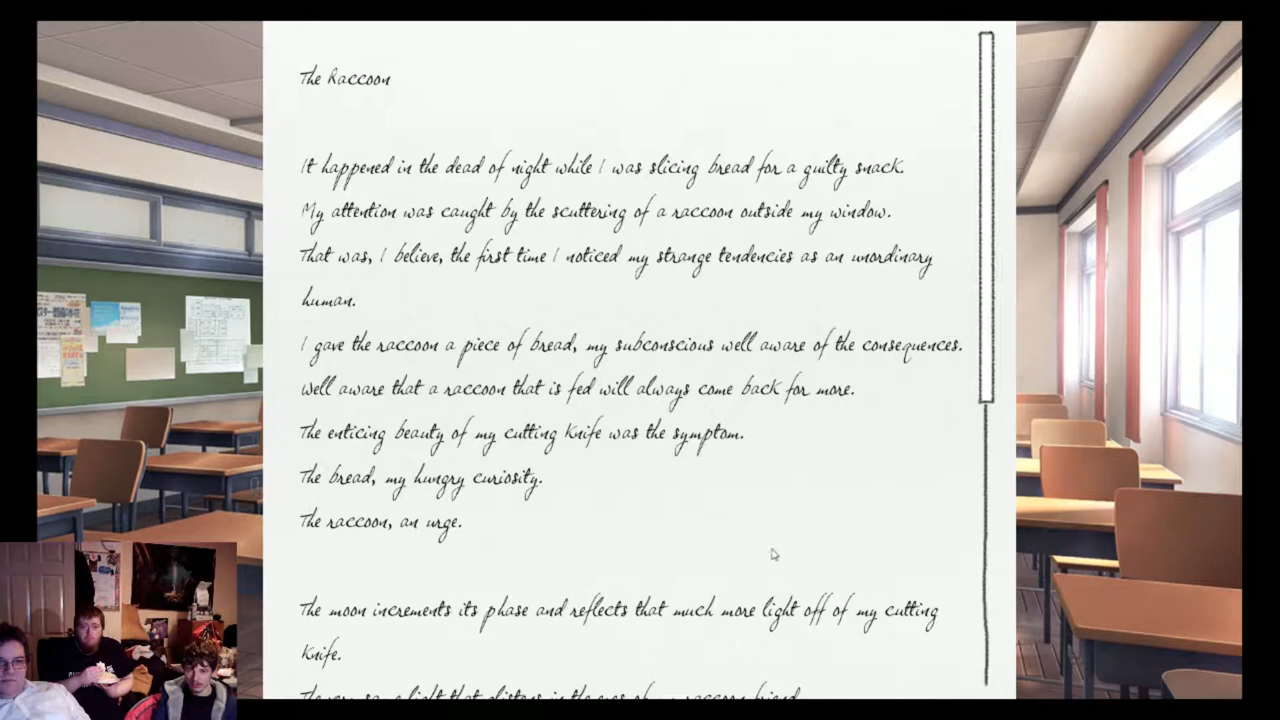 The Raccoon
It happened in the dead of night while I was slicing bread for a guilty snack.
My attention was caught by the scuttering of a raccoon outside my window.
That was, I believe, the first time I noticed my strange tendencies as an unordinary
human.
I gave the raccoon a piece of bread, my subconscious well aware of the consequences.
Well aware that a raccoon that is fed will always come back for more.
The enticing beauty of my cutting knife was the symptom.
The bread, my hungry curiosity.
The raccoon, an urge.
The moon increments its phase and reflects that much more light off of my cutting
knife.